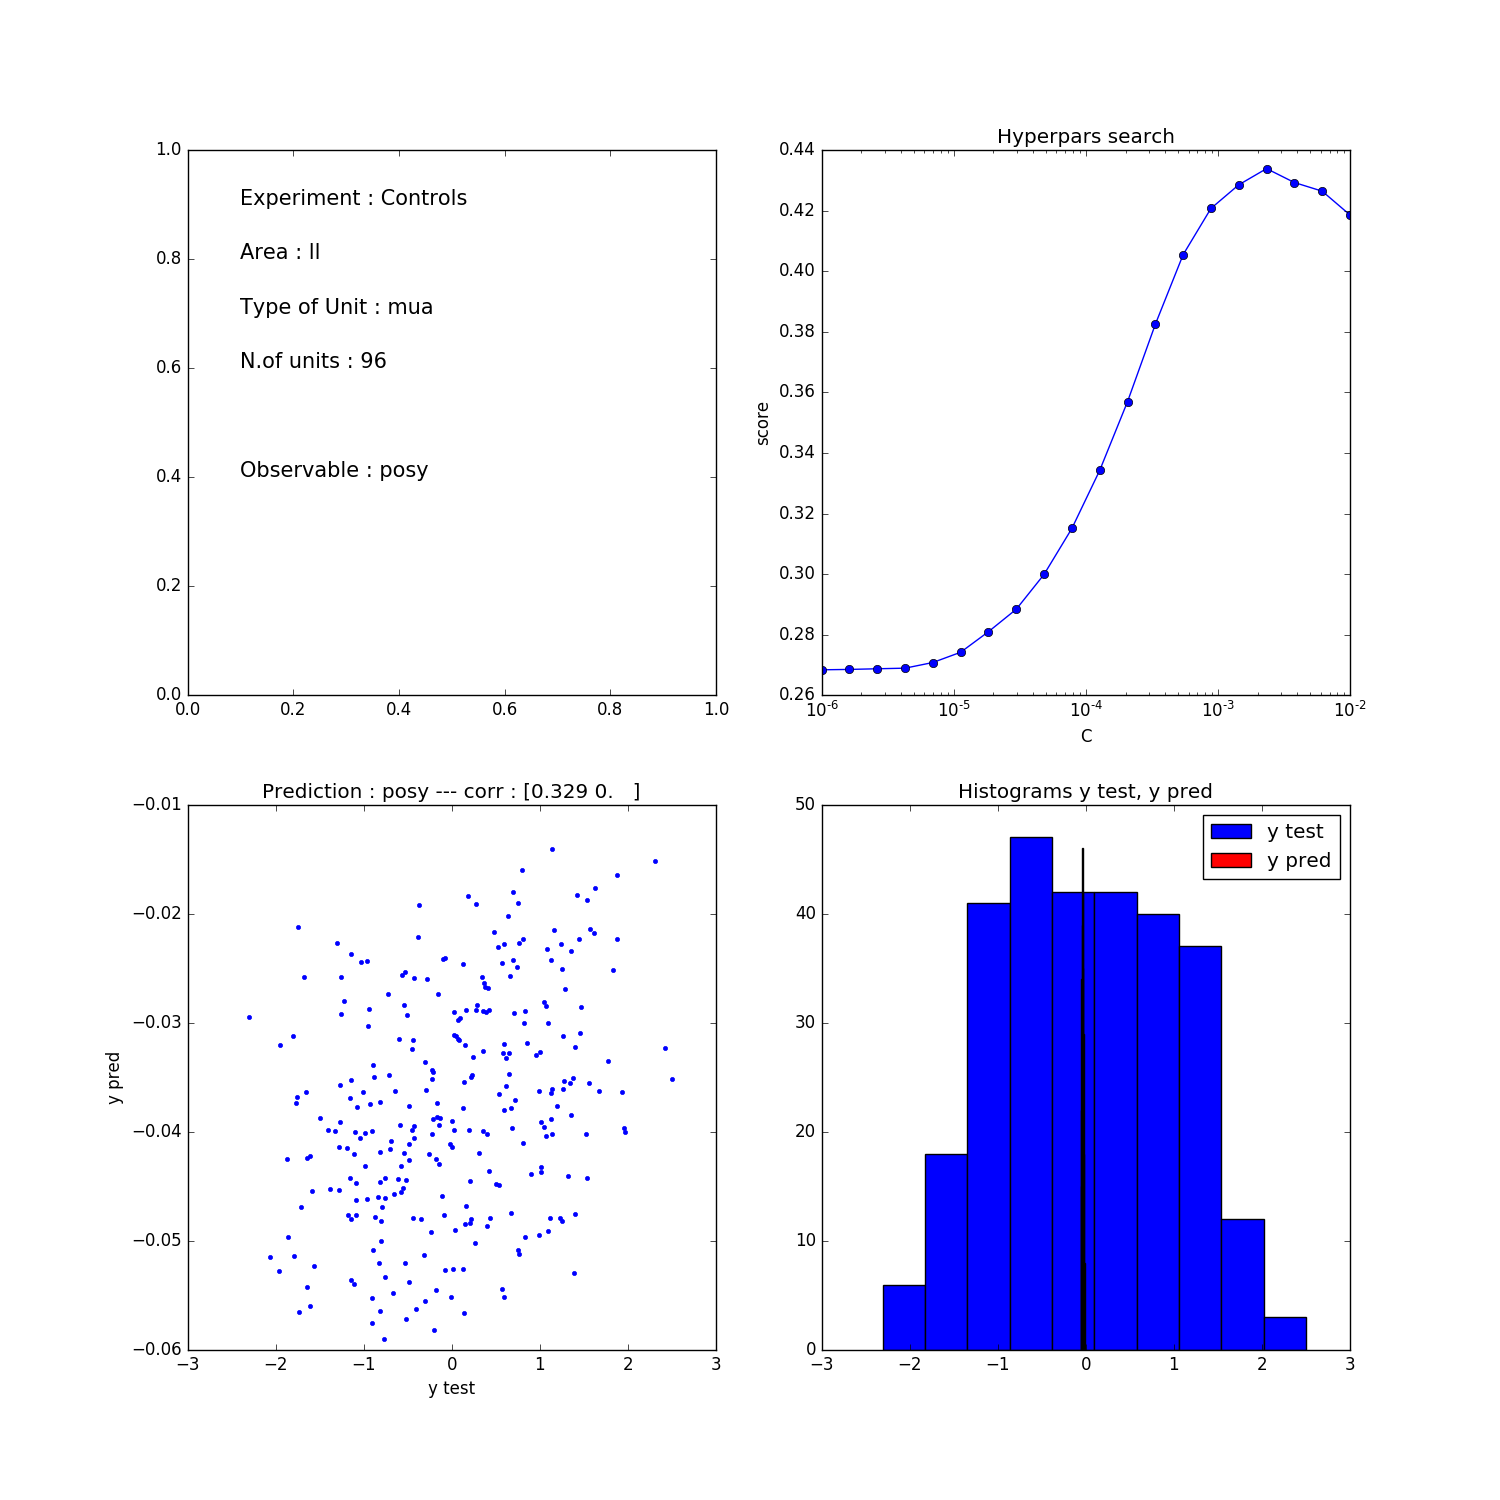 1.0
Experiment : Controls
Area : ll
Type of Unit : mua
N.of units : 96
Observable : posy
0.8
0.6
0.4
0.2
0.0
0.0 0.2 0.4 0.6 0.8 1.0
Hyperpars search
0.44
0.42
0.40
0.38
0.36
0.34
0.32
0.30
0.28
0.26
score
10-6 10-5 10-4 10-3 10-2
C
Prediction : posy --- corr : [0.329 0.   ]
−0.01
−0.02
−0.03
−0.04
−0.05
−0.06
y pred
−3 −2 −1 0 1 2 3
y test
Histograms y test, y pred
y test
y pred
50
40
30
20
10
0
−3 −2 −1 0 1 2 3